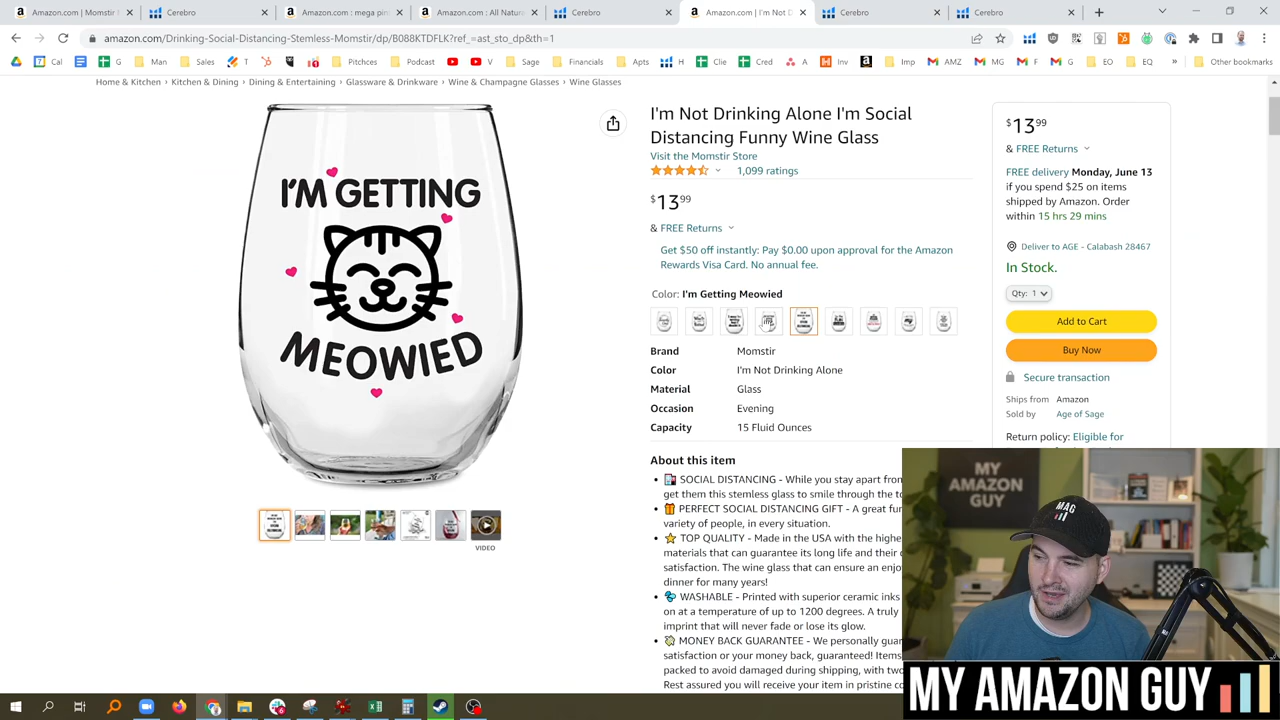 Amazon.com | Momstir
Cerebro
Amazon.com : mega pir
Amazon.com : All Natur
Cerebro
Amazon.com | I'm Not D
Cerebro
Cerebro
amazon.com/Drinking-Social-Distancing-Stemless-Momstir/dp/B088KTDFLK?ref_=ast_sto_dp&th=1
Cal
G
Man
Sales
T
Pitchces
Podcast
V
Sage
Financials
Apts
H
Clie
Cred
A
Inv
Imp
AMZ
MG
F
G
EO
EQ
»
Other bookmarks
Home & Kitchen › Kitchen & Dining › Dining & Entertaining › Glassware & Drinkware › Wine & Champagne Glasses › Wine Glasses
I'M GETTING
MEOWIED
VIDEO
I'm Not Drinking Alone I'm Social
Distancing Funny Wine Glass
Visit the Momstir Store
1,099 ratings
$13⁹⁹
& FREE Returns
Get $50 off instantly: Pay $0.00 upon approval for the Amazon
Rewards Visa Card. No annual fee.
Color: I'm Getting Meowied
Brand Momstir
Color I'm Not Drinking Alone
Material Glass
Occasion Evening
Capacity 15 Fluid Ounces
About this item
• SOCIAL DISTANCING - While you stay apart from
get them this stemless glass to smile through the
• PERFECT SOCIAL DISTANCING GIFT - A great
variety of people, in every situation.
• TOP QUALITY - Made in the USA with the highe
materials that can guarantee its long life and their
satisfaction. The wine glass that can ensure an enjo
dinner for many years!
• WASHABLE - Printed with superior ceramic inks
on at a temperature of up to 1200 degrees. A truly
imprint that will never fade or lose its glow.
• MONEY BACK GUARANTEE - We personally guar
satisfaction or your money back, guaranteed! Items
packed to avoid damaged during shipping, with two
Rest assured you will receive your item in pristine
$13⁹⁹
& FREE Returns
FREE delivery Monday, June 13
if you spend $25 on items
shipped by Amazon. Order
within 15 hrs 29 mins
Deliver to AGE - Calabash 28467
In Stock.
Qty: 1
Add to Cart
Buy Now
Secure transaction
Ships from Amazon
Sold by Age of Sage
Return policy: Eligible for
MY
AMAZON
GUY
MAG
MY AMAZON GUY